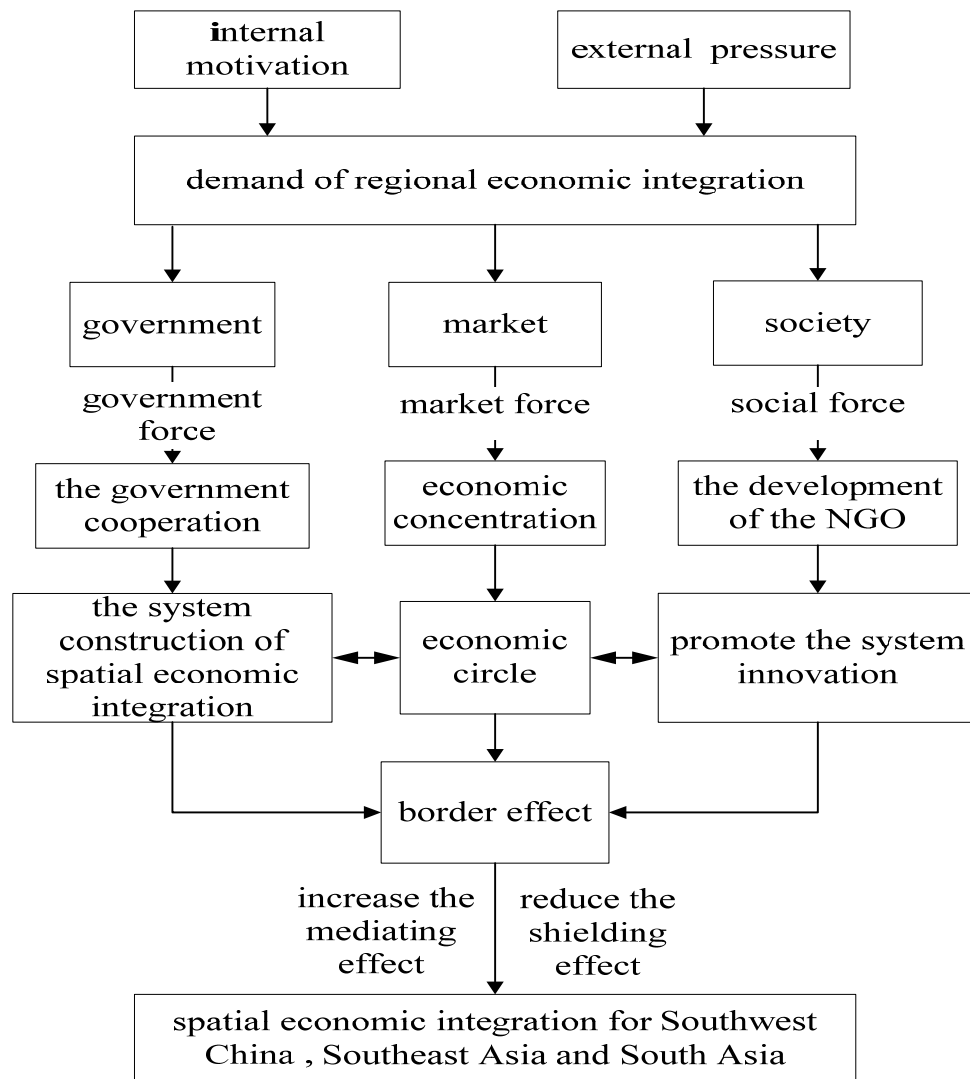 internal
motivation
external pressure
demand of regional economic integration
government
market
society
government
force
market force
social force
the government
cooperation
economic
concentration
the development
of the NGO
the system
construction of
spatial economic
integration
economic
circle
promote the system
innovation
border effect
increase the
mediating
effect
reduce the
shielding
effect
spatial economic integration for Southwest
China , Southeast Asia and South Asia